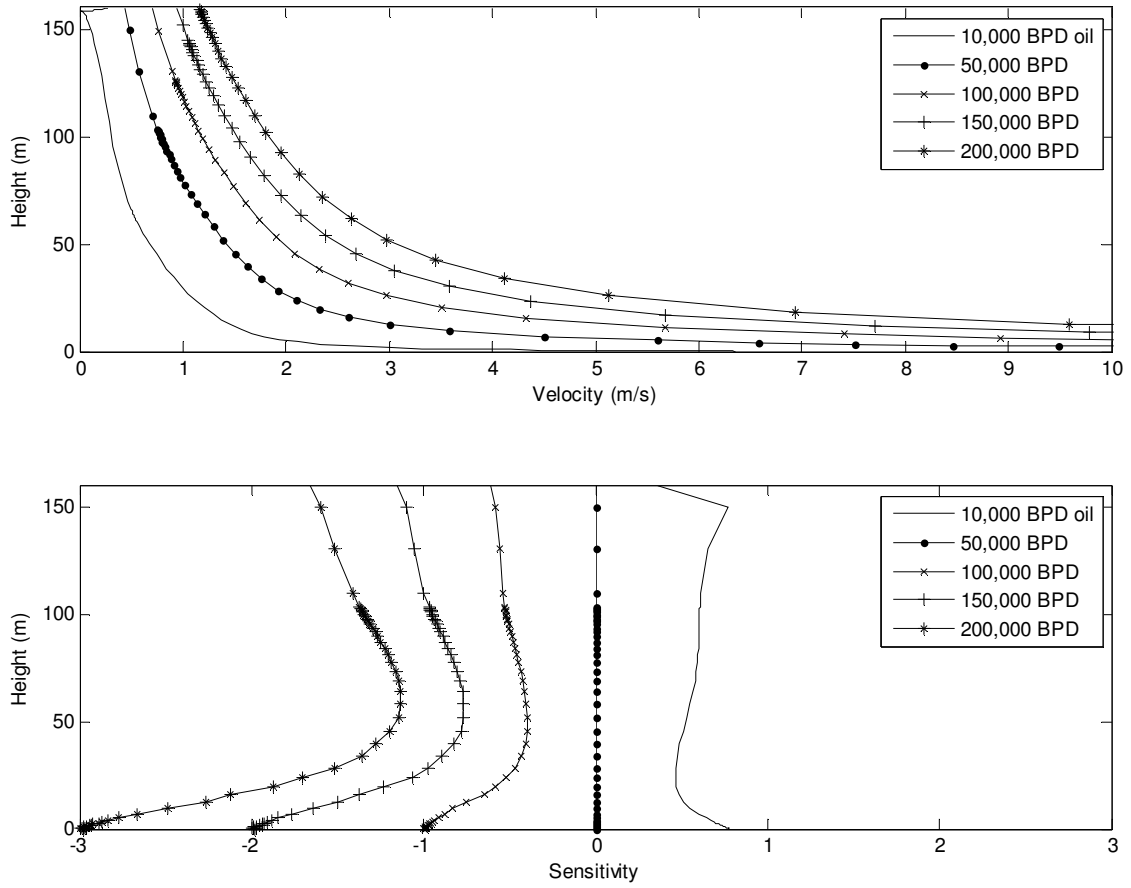 150
100
50
0
Height (m)
0 1 2 3 4 5 6 7 8 9 10
Velocity (m/s)
10,000 BPD oil
50,000 BPD
100,000 BPD
150,000 BPD
200,000 BPD
150
100
50
0
Height (m)
-3 -2 -1 0 1 2 3
Sensitivity
10,000 BPD oil
50,000 BPD
100,000 BPD
150,000 BPD
200,000 BPD